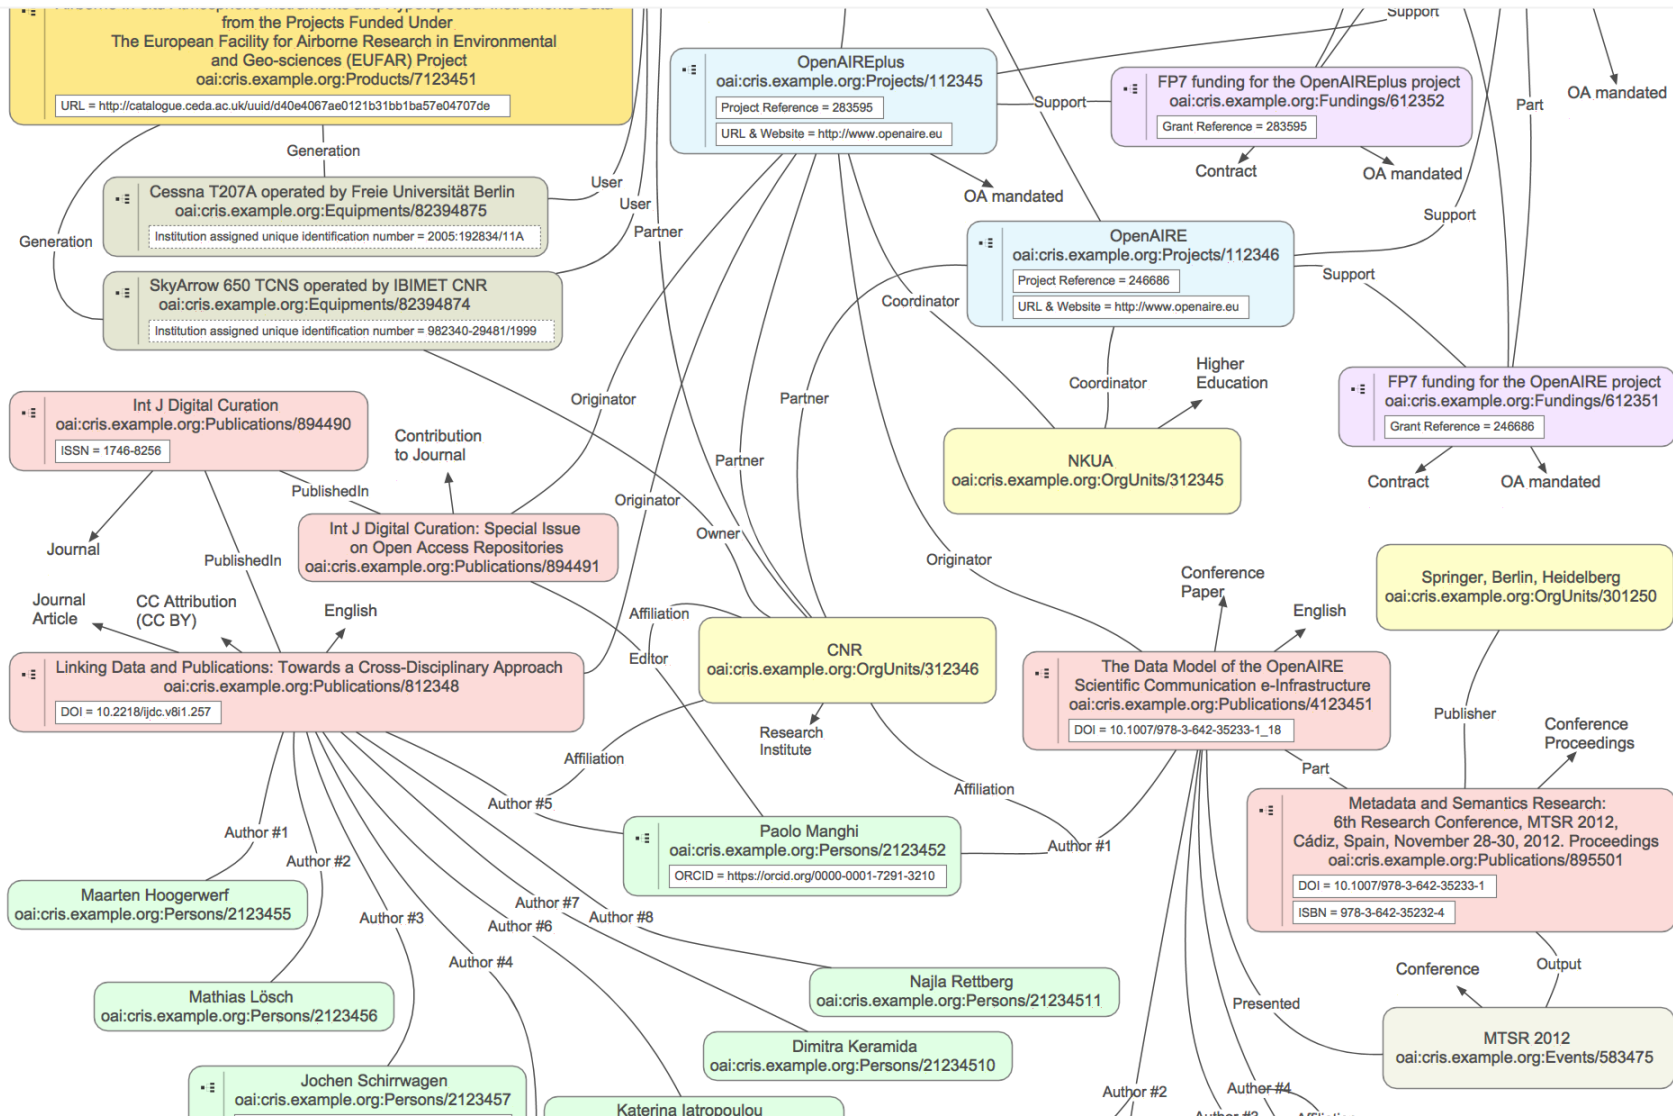 Airborne in-situ Atmospheric Instruments and Hyperspectral Instruments Data
from the Projects Funded Under
The European Facility for Airborne Research in Environmental
and Geo-sciences (EUFAR) Project
oai:cris.example.org:Products/7123451
URL = http://catalogue.ceda.ac.uk/uuid/d40e4067ae0121b31bb1ba57e04707de
Generation
Generation
Cessna T207A operated by Freie Universität Berlin
oai:cris.example.org:Equipments/82394875
Institution assigned unique identification number = 2005:192834/11A
SkyArrow 650 TCNS operated by IBIMET CNR
oai:cris.example.org:Equipments/82394874
Institution assigned unique identification number = 982340-29481/1999
User
User
Partner
OpenAIREplus
oai:cris.example.org:Projects/112345
Project Reference = 283595
URL & Website = http://www.openaire.eu
OA mandated
Support
Support
FP7 funding for the OpenAIREplus project
oai:cris.example.org:Fundings/612352
Grant Reference = 283595
Contract
OA mandated
Part
OA mandated
OpenAIRE
oai:cris.example.org:Projects/112346
Project Reference = 246686
URL & Website = http://www.openaire.eu
Support
Support
Coordinator
Coordinator
Higher
Education
FP7 funding for the OpenAIRE project
oai:cris.example.org:Fundings/612351
Grant Reference = 246686
Contract
OA mandated
NKUA
oai:cris.example.org:OrgUnits/312345
Originator
Partner
Partner
Originator
Owner
Originator
Int J Digital Curation
oai:cris.example.org:Publications/894490
ISSN = 1746-8256
Contribution
to Journal
PublishedIn
Journal
PublishedIn
Int J Digital Curation: Special Issue
on Open Access Repositories
oai:cris.example.org:Publications/894491
Journal
Article
CC Attribution
(CC BY)
English
Affiliation
Editor
CNR
oai:cris.example.org:OrgUnits/312346
Research
Institute
Linking Data and Publications: Towards a Cross-Disciplinary Approach
oai:cris.example.org:Publications/812348
DOI = 10.2218/ijdc.v8i1.257
Conference
Paper
English
Springer, Berlin, Heidelberg
oai:cris.example.org:OrgUnits/301250
The Data Model of the OpenAIRE
Scientific Communication e-Infrastructure
oai:cris.example.org:Publications/4123451
DOI = 10.1007/978-3-642-35233-1_18
Publisher
Conference
Proceedings
Part
Affiliation
Affiliation
Author #5
Author #1
Metadata and Semantics Research:
6th Research Conference, MTSR 2012,
Cádiz, Spain, November 28-30, 2012. Proceedings
oai:cris.example.org:Publications/895501
DOI = 10.1007/978-3-642-35233-1
ISBN = 978-3-642-35232-4
Paolo Manghi
oai:cris.example.org:Persons/2123452
ORCID = https://orcid.org/0000-0001-7291-3210
Author #1
Author #2
Maarten Hoogerwerf
oai:cris.example.org:Persons/2123455
Author #3
Author #7
Author #6
Author #8
Author #4
Mathias Lösch
oai:cris.example.org:Persons/2123456
Najla Rettberg
oai:cris.example.org:Persons/21234511
Dimitra Keramida
oai:cris.example.org:Persons/21234510
Conference
Output
Presented
MTSR 2012
oai:cris.example.org:Events/583475
Jochen Schirrwagen
oai:cris.example.org:Persons/2123457
Katerina Iatropoulou
Author #2
Author #4
Author #3
Affiliation